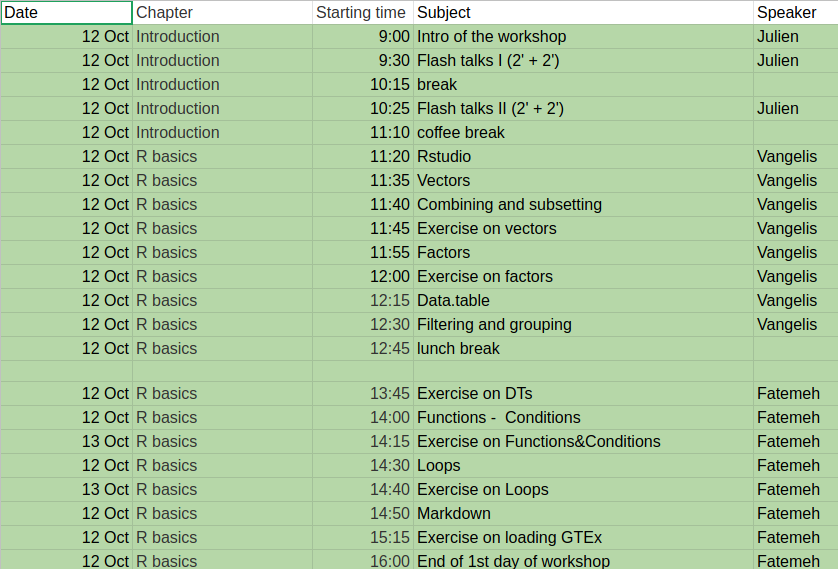 Date Chapter Starting time Subject Speaker
12 Oct Introduction 9:00 Intro of the workshop Julien
12 Oct Introduction 9:30 Flash talks I (2' + 2') Julien
12 Oct Introduction 10:15 break
12 Oct Introduction 10:25 Flash talks II (2' + 2') Julien
12 Oct Introduction 11:10 coffee break
12 Oct R basics 11:20 Rstudio Vangelis
12 Oct R basics 11:35 Vectors Vangelis
12 Oct R basics 11:40 Combining and subsetting Vangelis
12 Oct R basics 11:45 Exercise on vectors Vangelis
12 Oct R basics 11:55 Factors Vangelis
12 Oct R basics 12:00 Exercise on factors Vangelis
12 Oct R basics 12:15 Data.table Vangelis
12 Oct R basics 12:30 Filtering and grouping Vangelis
12 Oct R basics 12:45 lunch break
12 Oct R basics 13:45 Exercise on DTs Fatemeh
12 Oct R basics 14:00 Functions -  Conditions Fatemeh
13 Oct R basics 14:15 Exercise on Functions&Conditions Fatemeh
12 Oct R basics 14:30 Loops Fatemeh
13 Oct R basics 14:40 Exercise on Loops Fatemeh
12 Oct R basics 14:50 Markdown Fatemeh
12 Oct R basics 15:15 Exercise on loading GTEx Fatemeh
12 Oct R basics 16:00 End of 1st day of workshop Fatemeh